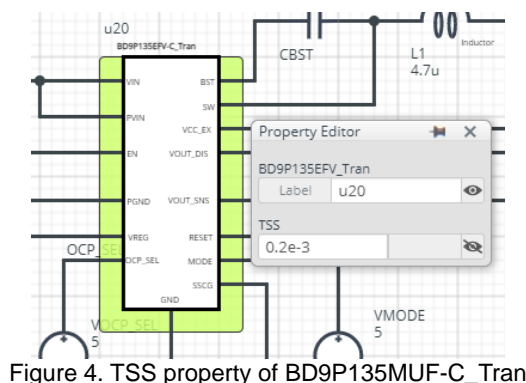 u20
BD9P135EFV-C_Tran
VIN
PVIN
EN
PGND
VREG
OCP_SEL
BST
SW
VCC_EX
VOUT_DIS
VOUT_SNS
RESET
MODE
SSCG
GND
CBST
L1
4.7u
Inductor
Property Editor
BD9P135EFV_Tran
Label u20
TSS
0.2e-3
OCP_SEL
VOCP_SEL
5
VMODE
5
Figure 4. TSS property of BD9P135MUF-C_Tran